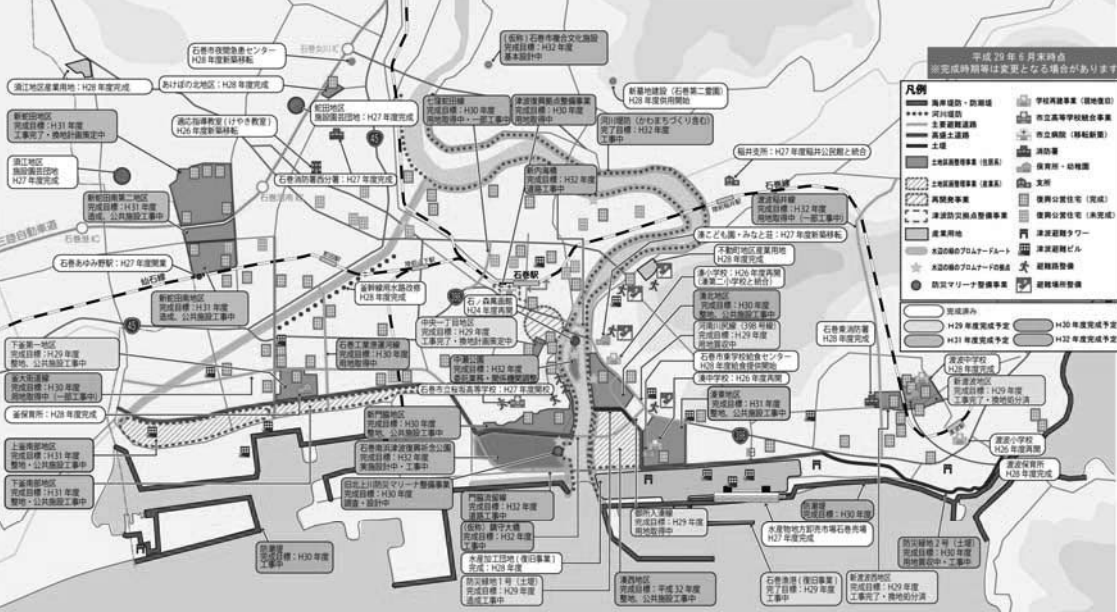 平成29年6月末時点
※完成時期等は変更となる場合があります
凡例
海岸堤防・防潮堤
河川堤防
主要避難道路
高盛土道路
土堤
土地区画整理事業（住居系）
土地区画整理事業（産業系）
再開発事業
津波防災拠点整備事業
産業用地
水辺の緑のプロムナードルート
水辺の緑のプロムナードの拠点
防災マリーナ整備事業
学校再建事業（現地復旧）
市立高等学校統合事業
市立病院（移転新築）
消防署
保育所・幼稚園
支所
復興公営住宅（完成）
復興公営住宅（未完成）
津波避難タワー
津波避難ビル
避難路整備
避難場所整備
完成済み
H29年度完成予定
H30年度完成予定
H31年度完成予定
H32年度完成予定
石巻市夜間急患センター
H28年度新築移転
(仮称)石巻市複合文化施設
完成目標：H32年度
基本設計中
須江地区産業用地：H28年度完成
あけぼの北地区：H28年度完成
新蛇田地区
完成目標：H31年度
工事完了・換地計画策定中
適応指導教室(けやき教室)
H26年度新築移転
蛇田地区
施設園芸団地：H27年度完成
七窪蛇田線
完成目標：H30年度
用地取得中・一部工事中
津波復興拠点整備事業
完成目標：H30年度
用地取得中
新墓地建設（石巻第二霊園）
H28年度供用開始
河川堤防（かわまちづくり含む）
完了目標：H32年度
工事中
須江地区
施設園芸団地
H27年度完成
石巻消防署西分署：H27年度完成
新内海橋
完成目標：H32年度
道路工事中
稲井支所：H27年度稲井公民館と統合
新蛇田南第二地区
完成目標：H31年度
造成、公共施設工事中
渡波稲井線
完成目標：H32年度
用地取得中（一部工事中）
湊こども園・みなと荘：H27年度新築移転
三陸自動車道
石巻港IC
石巻女川IC
石巻河南IC
石巻線
仙石線
石巻駅
石巻あゆみ野駅：H27年度開業
不動町地区産業用地
H28年度完成
新蛇田南地区
完成目標：H31年度
造成、公共施設工事中
釜幹線用水路改修
H28年度完成
石ノ森萬画館
H24年度再開
湊小学校：H26年度再開
（湊第二小学校と統合）
湊北地区
完成目標：H30年度
整地、公共施設工事中
中央一丁目地区
完成目標：H29年度
工事完了・換地計画策定中
河南川尻線（398号線）
完成目標：H29年度
用地買収中
石巻東消防署
H28年度完成
下釜第一地区
完成目標：H29年度
整地、公共施設工事中
石巻工業港運河線
完成目標：H30年度
用地取得中
中瀬公園
完成目標：H32年度
委託業務・関係機関調整
石巻市東学校給食センター
H28年度給食提供開始
渡波中学校
H28年度完成
釜大街道線
完成目標：H30年度
用地取得中（一部工事中）
石巻市立桜坂高等学校：H27年度開校
湊中学校：H26年度再開
新渡波地区
完成目標：H29年度
工事完了・換地処分済
釜保育所：H28年度完成
新門脇地区
完成目標：H30年度
整地、公共施設工事中
湊東地区
完成目標：H31年度
整地、公共施設工事中
上釜南部地区
完成目標：H31年度
整地・公共施設工事中
石巻南浜津波復興祈念公園
完成目標：H32年度
実施設計中・工事中
渡波小学校
H26年度再開
渡波保育所
H28年度完成
下釜南部地区
完成目標：H31年度
整地・公共施設工事中
旧北上川防災マリーナ整備事業
完成目標：H30年度
調査・設計中
門脇流留線
完成目標：H32年度
道路工事中
御所入湊線
完成目標：H29年度
用地取得中
防潮堤
完成目標：H30年度
(仮称)鎮守大橋
完成目標：H32年度
工事中
水産物地方卸売市場石巻売場
H27年度完成
防潮堤
完成目標：H30年度
工事中
水産加工団地(復旧事業)
完成：H28年度
防災緑地2号（土堤）
完成目標：H30年度
用地買収中・工事中
防災緑地1号（土堤）
完成目標：H29年度
造成工事中
湊西地区
完成目標：平成32年度
整地、公共施設工事中
石巻漁港(復旧事業)
完了目標：H29年度
工事中
新渡波西地区
完成目標：H29年度
工事完了・換地処分済